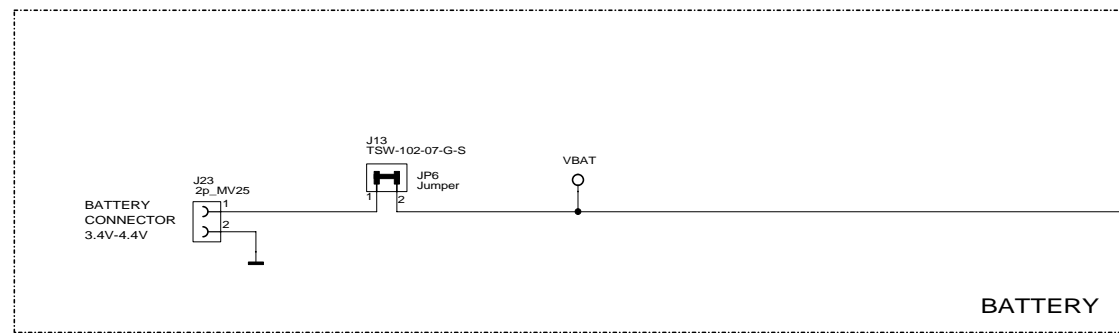 J13
TSW-102-07-G-S
JP6
Jumper
1
2
VBAT
J23
2p_MV25
1
2
BATTERY
CONNECTOR
3.4V-4.4V
BATTERY